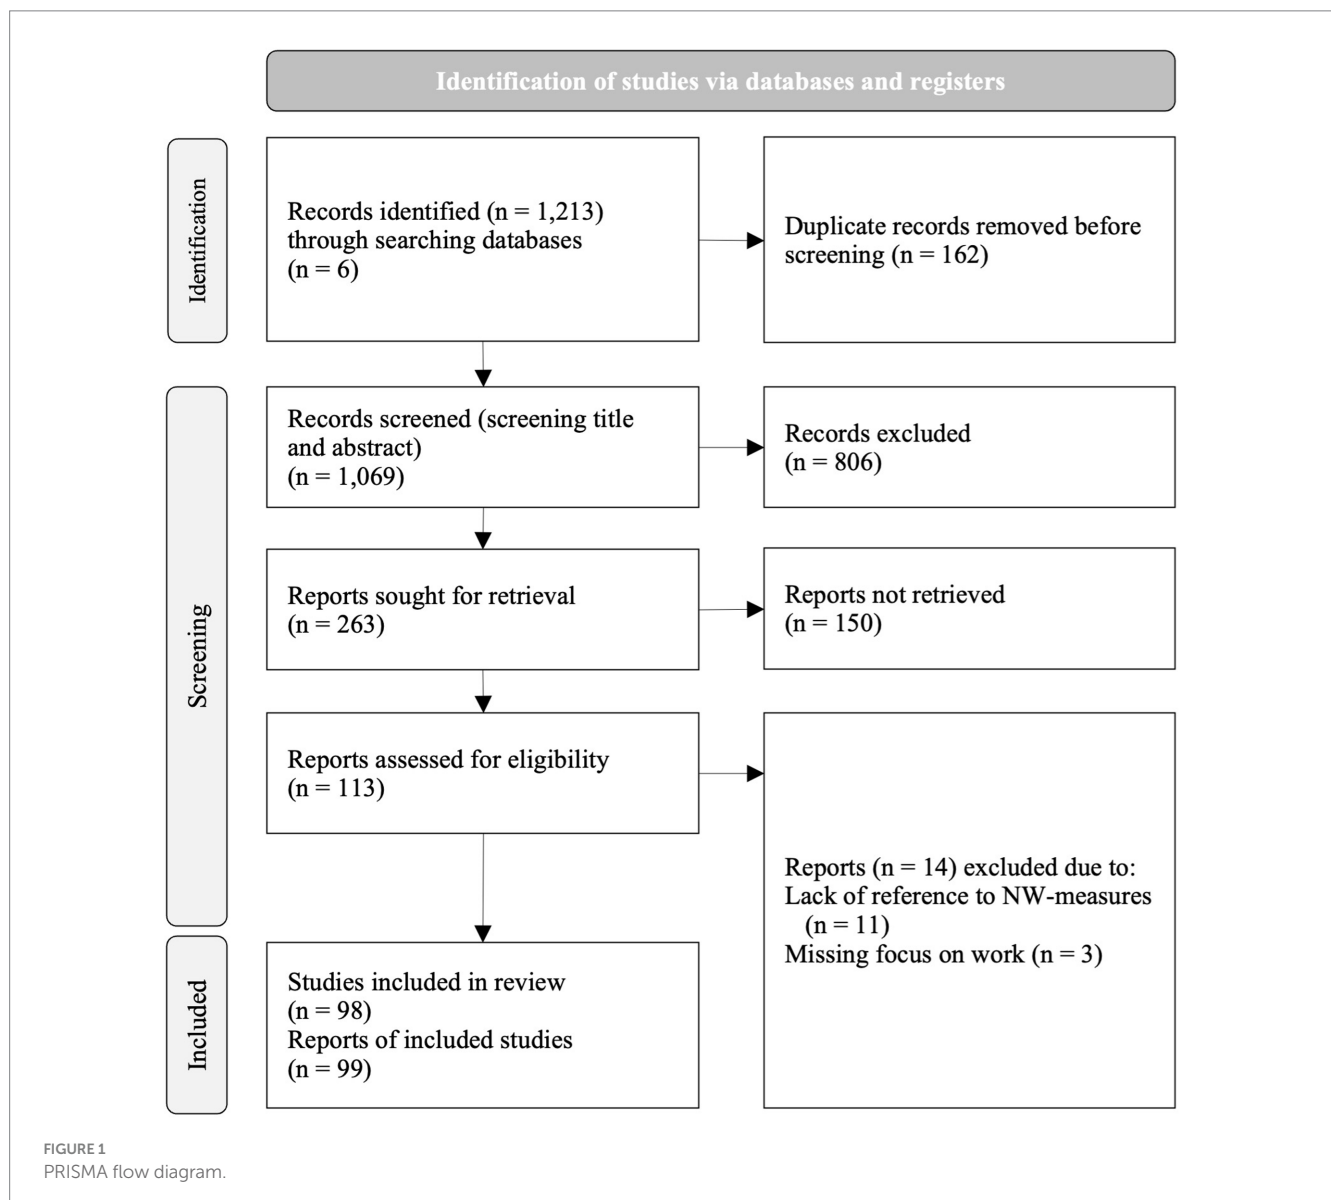 Identification of studies via databases and registers
Identification
Records identified (n = 1,213)
through searching databases
(n = 6)
Duplicate records removed before
screening (n = 162)
Screening
Records screened (screening title
and abstract)
(n = 1,069)
Records excluded
(n = 806)
Reports sought for retrieval
(n = 263)
Reports not retrieved
(n = 150)
Reports assessed for eligibility
(n = 113)
Reports (n = 14) excluded due to:
Lack of reference to NW-measures
(n = 11)
Missing focus on work (n = 3)
Included
Studies included in review
(n = 98)
Reports of included studies
(n = 99)
FIGURE 1
PRISMA flow diagram.